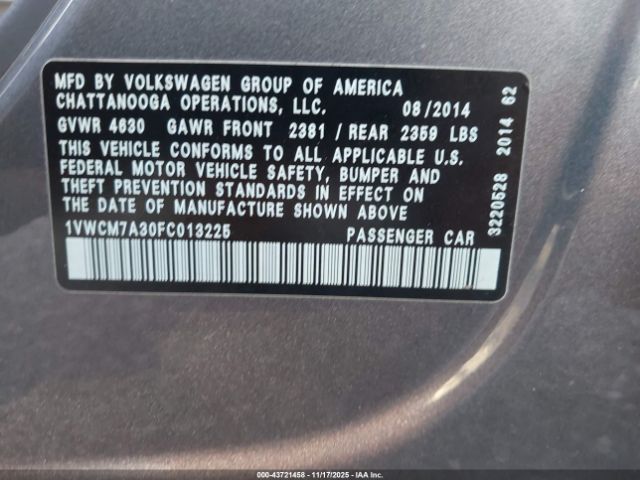 MFD BY VOLKSWAGEN GROUP OF AMERICA
CHATTANOOGA OPERATIONS, LLC. 08/2014
GVWR 4630 GAWR FRONT 2381 / REAR 2359 LBS
THIS VEHICLE CONFORMS TO ALL APPLICABLE U.S.
FEDERAL MOTOR VEHICLE SAFETY, BUMPER AND
THEFT PREVENTION STANDARDS IN EFFECT ON
THE DATE OF MANUFACTURE SHOWN ABOVE
1VWCM7A30FC013225 PASSENGER CAR
3220528 2014 62
000-43721458 - 11/17/2025 - IAA Inc.